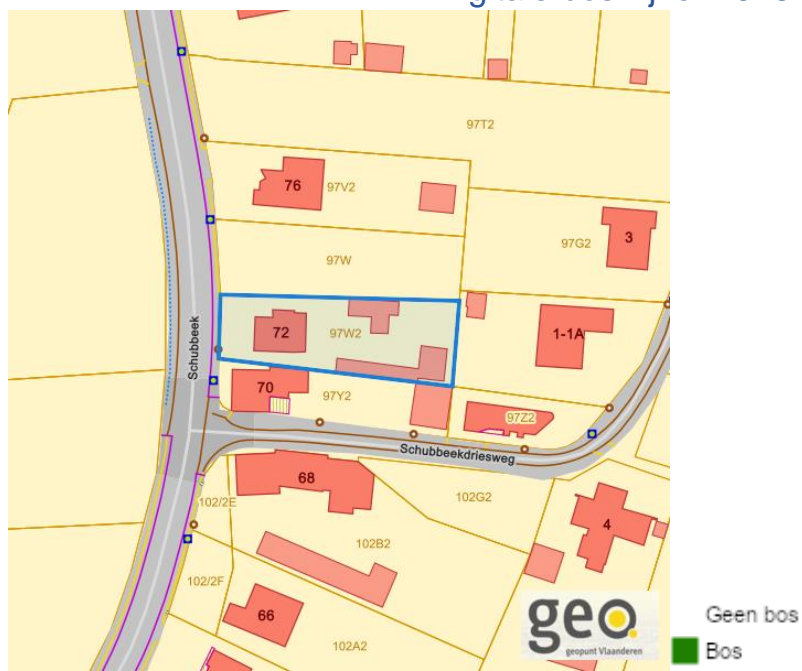 97T2
76
97V2
3
97G2
97W
72
97W2
1-1A
Schubbeek
70
97Y2
97Z2
Schubbeekdriesweg
68
102G2
102/2E
4
102B2
102/2F
66
102A2
geo.
geopunt Vlaanderen
Geen bos
Bos